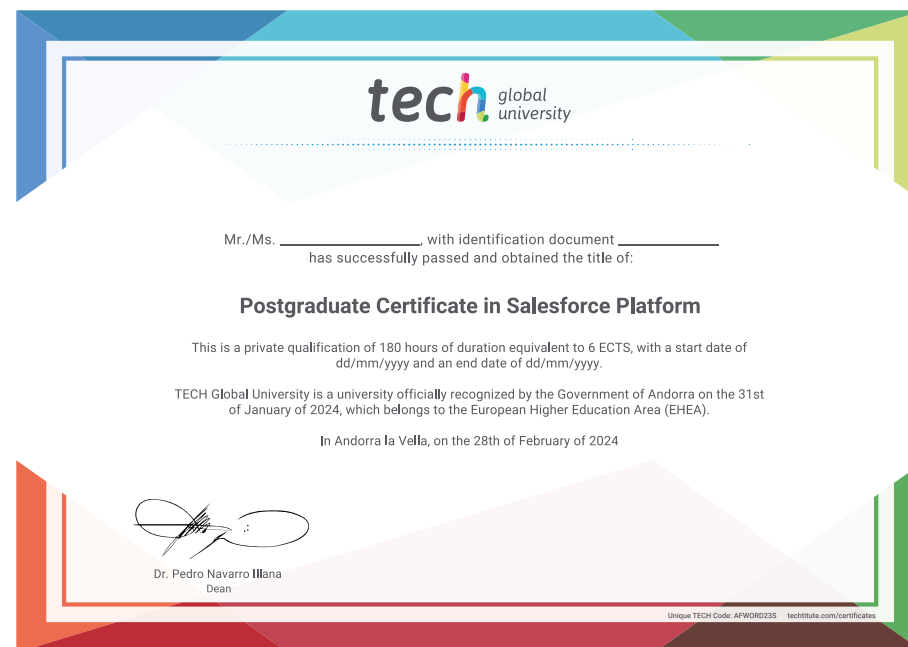 tech global university
Mr./Ms. ____________________, with identification document ______________
has successfully passed and obtained the title of:
Postgraduate Certificate in Salesforce Platform
This is a private qualification of 180 hours of duration equivalent to 6 ECTS, with a start date of
dd/mm/yyyy and an end date of dd/mm/yyyy.
TECH Global University is a university officially recognized by the Government of Andorra on the 31st
of January of 2024, which belongs to the European Higher Education Area (EHEA).
In Andorra la Vella, on the 28th of February of 2024
Dr. Pedro Navarro Illana
Dean
Unique TECH Code: AFWORD23S techtitute.com/certificates